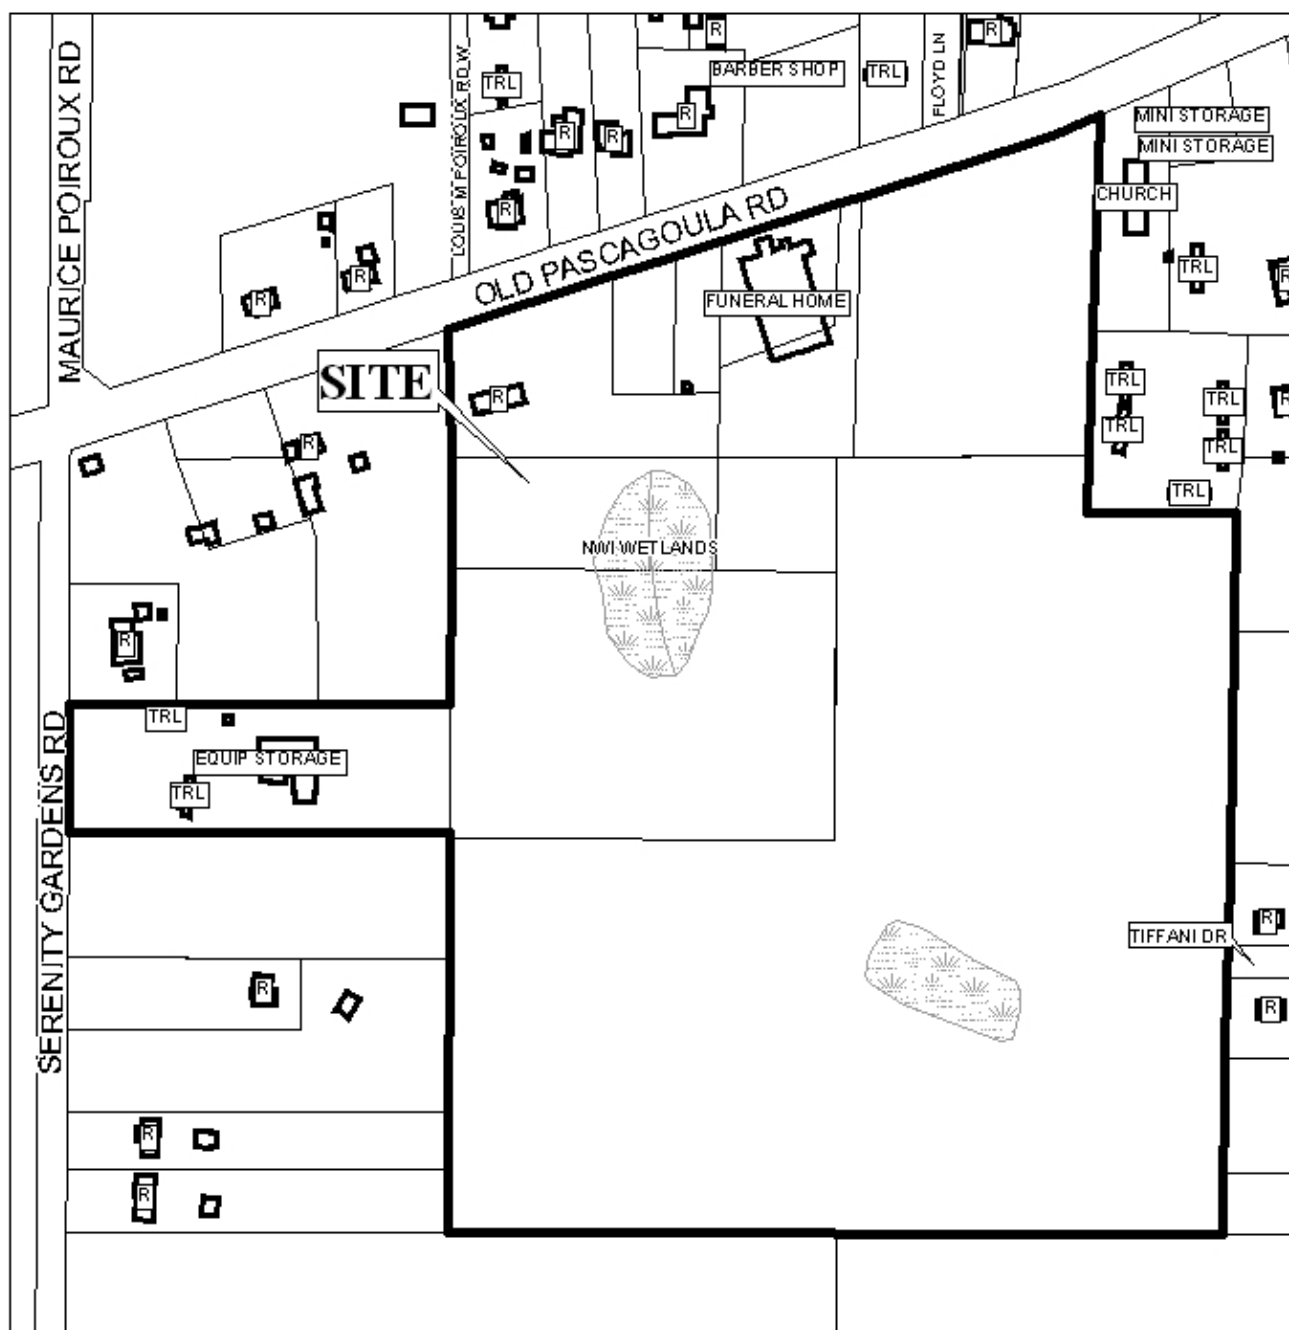 MAURICE POIROUX RD
LOUIS M POIROUX RD W
FLOYD LN
R
R
BARBER SHOP
TRL
TRL
R
R
R
MINI STORAGE
MINI STORAGE
CHURCH
R
OLD PASCAGOULA RD
R
R
TRL
R
FUNERAL HOME
SITE
R
TRL
TRL
R
TRL
TRL
R
TRL
NWI WETLANDS
R
TRL
EQUIP STORAGE
TRL
SERENITY GARDENS RD
R
TIFFANI DR
R
R
R
R